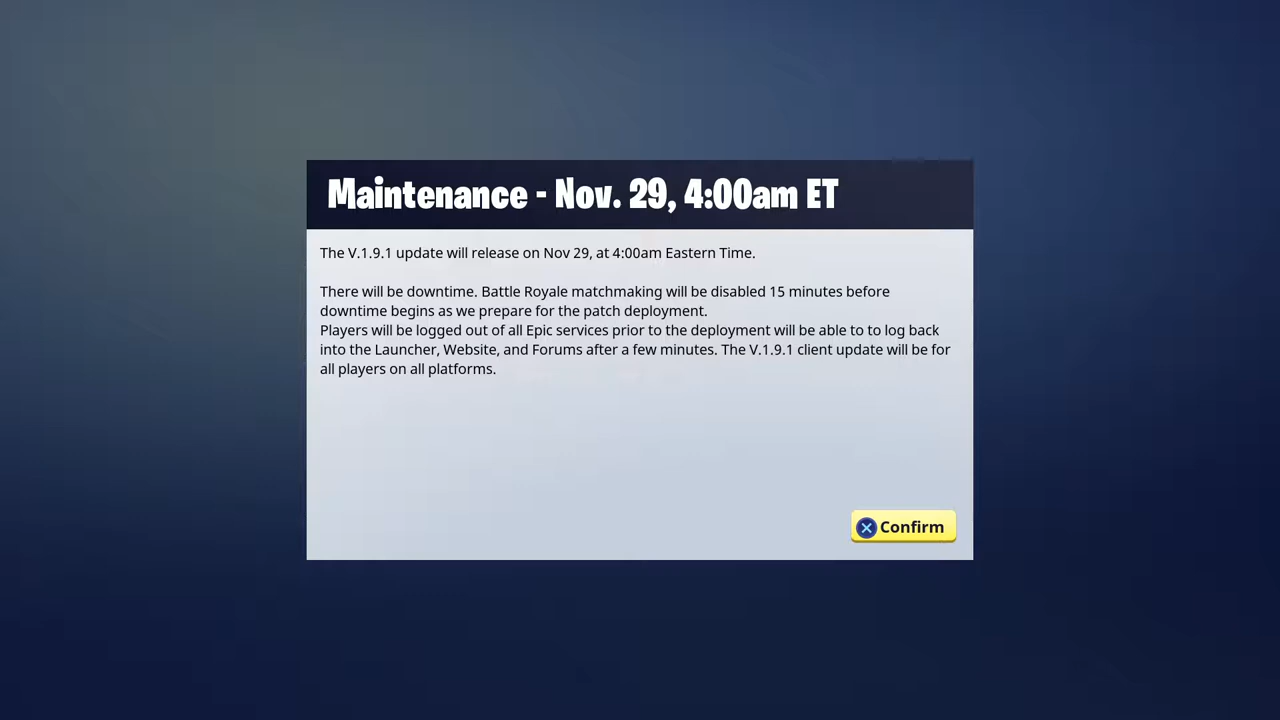 Maintenance - Nov. 29, 4:00am ET
The V.1.9.1 update will release on Nov 29, at 4:00am Eastern Time.
There will be downtime. Battle Royale matchmaking will be disabled 15 minutes before
downtime begins as we prepare for the patch deployment.
Players will be logged out of all Epic services prior to the deployment will be able to to log back
into the Launcher, Website, and Forums after a few minutes. The V.1.9.1 client update will be for
all players on all platforms.
Confirm